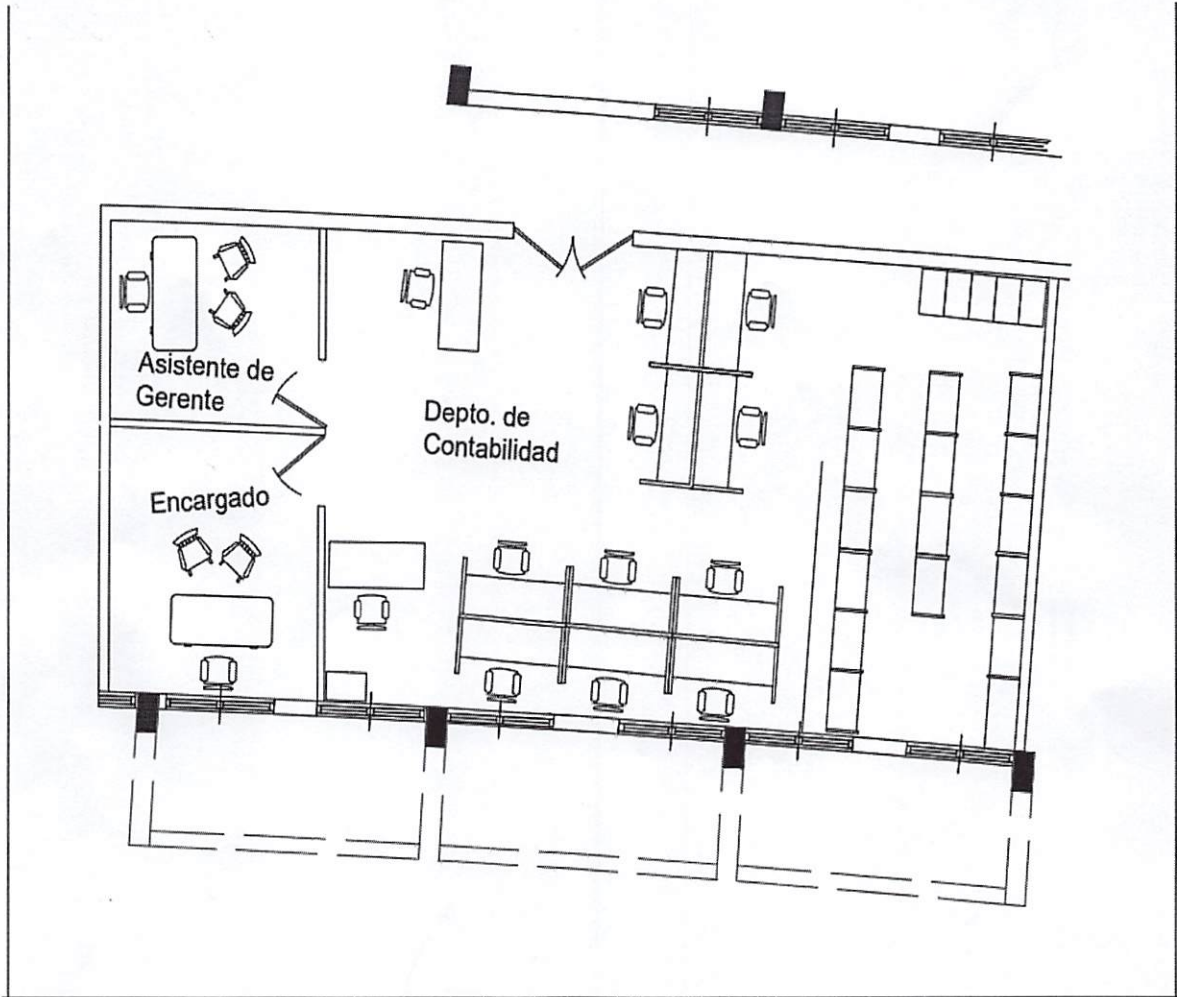 Asistente de
Gerente
Depto. de
Contabilidad
Encargado